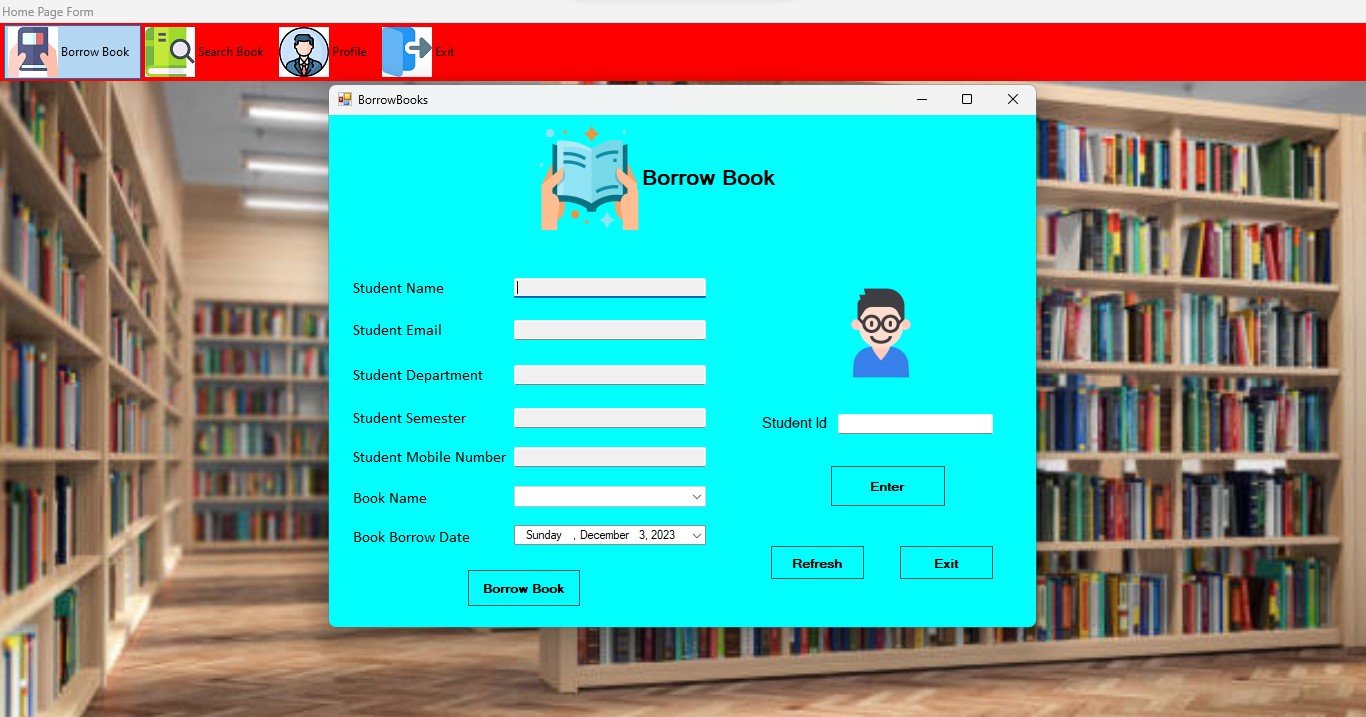 Home Page Form
Borrow Book
Search Book
Profile
Exit
BorrowBooks
Borrow Book
Student Name
Student Email
Student Department
Student Semester
Student Mobile Number
Book Name
Book Borrow Date
Sunday , December 3, 2023
Borrow Book
Student Id
Enter
Refresh
Exit